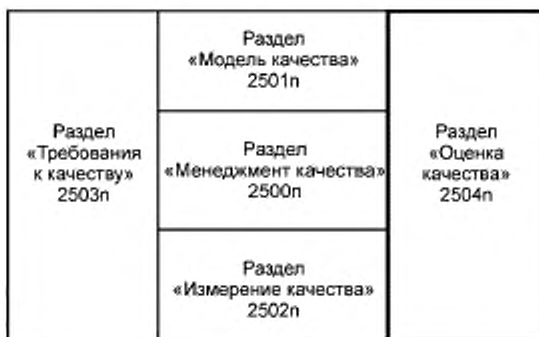 Раздел
«Модель качества»
2501n
Раздел
«Требования
к качеству»
2503n
Раздел
«Менеджмент качества»
2500n
Раздел
«Оценка
качества»
2504n
Раздел
«Измерение качества»
2502n